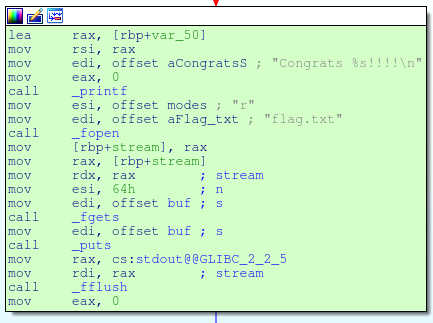 lea rax, [rbp+var_50]
mov rsi, rax
mov edi, offset aCongratsS ; "Congrats %s!!!!\n"
mov eax, 0
call _printf
mov esi, offset modes ; "r"
mov edi, offset aFlag_txt ; "flag.txt"
call _fopen
mov [rbp+stream], rax
mov rax, [rbp+stream]
mov rdx, rax ; stream
mov esi, 64h ; n
mov edi, offset buf ; s
call _fgets
mov edi, offset buf ; s
call _puts
mov rax, cs:stdout@@GLIBC_2_2_5
mov rdi, rax ; stream
call _fflush
mov eax, 0